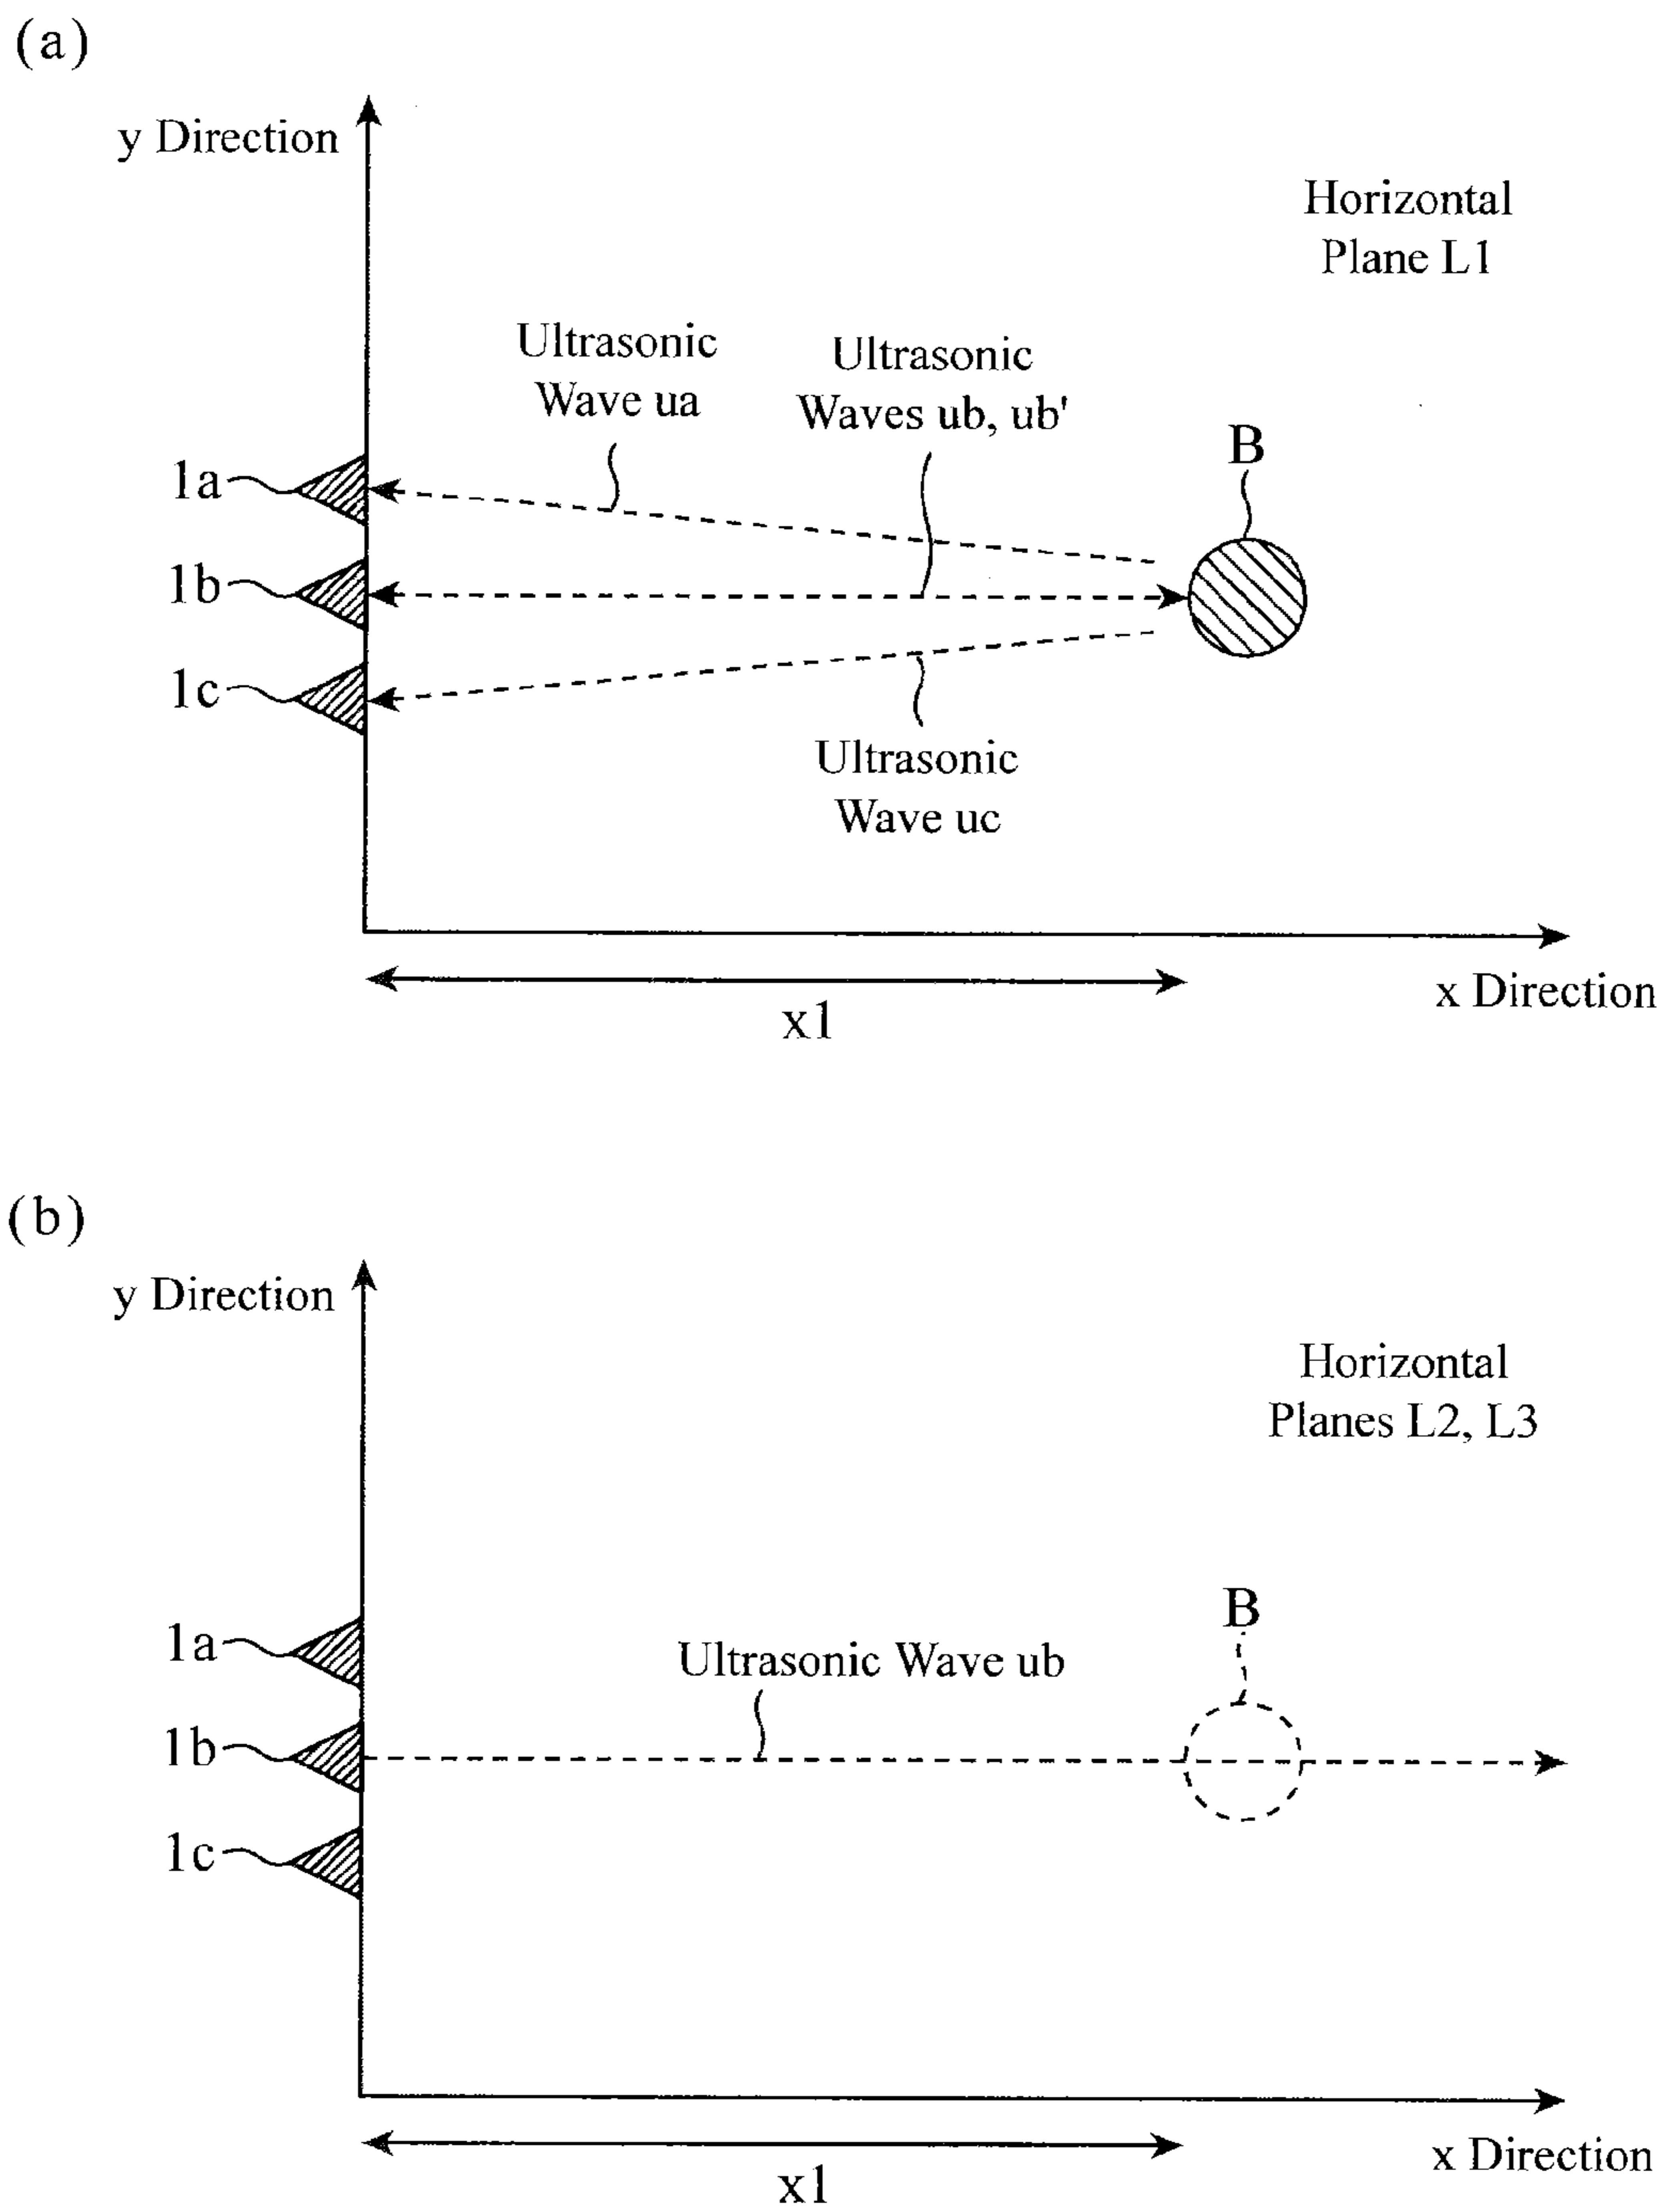 (a)
y Direction
Horizontal
Plane L1
Ultrasonic
Wave ua
Ultrasonic
Waves ub, ub'
B
1a
1b
1c
Ultrasonic
Wave uc
x Direction
x1
(b)
y Direction
Horizontal
Planes L2, L3
B
1a
Ultrasonic Wave ub
1b
1c
x Direction
x1